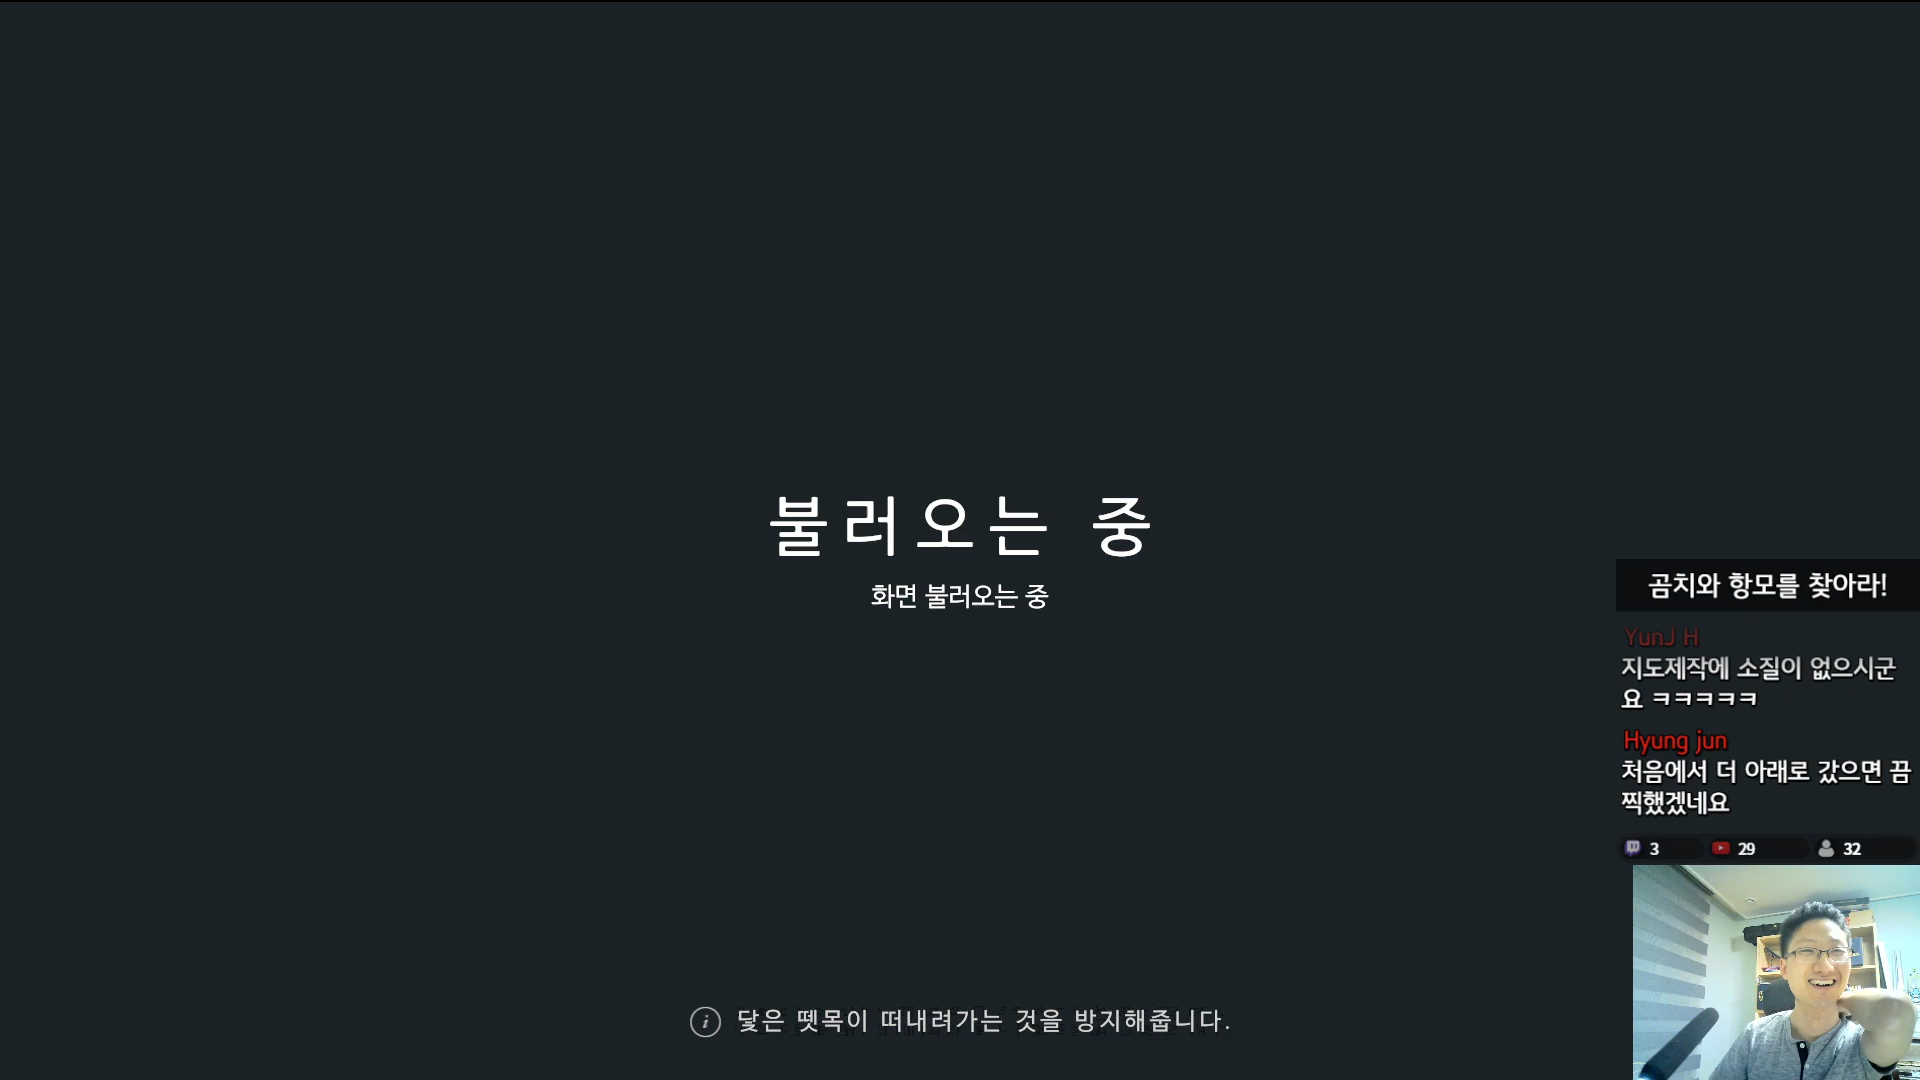 불러오는 중
화면 불러오는 중
곰치와 항모를 찾아라!
YunJ H
지도제작에 소질이 없으시군
요 ㅋㅋㅋㅋㅋ
Hyung jun
처음에서 더 아래로 갔으면 끔
찍했겠네요
3 29 32
닻은 뗏목이 떠내려가는 것을 방지해줍니다.